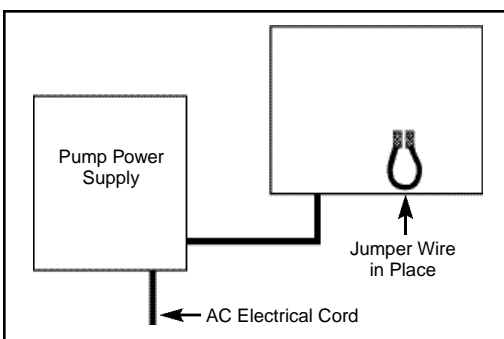 Pump Power
Supply
Jumper Wire
in Place
AC Electrical Cord